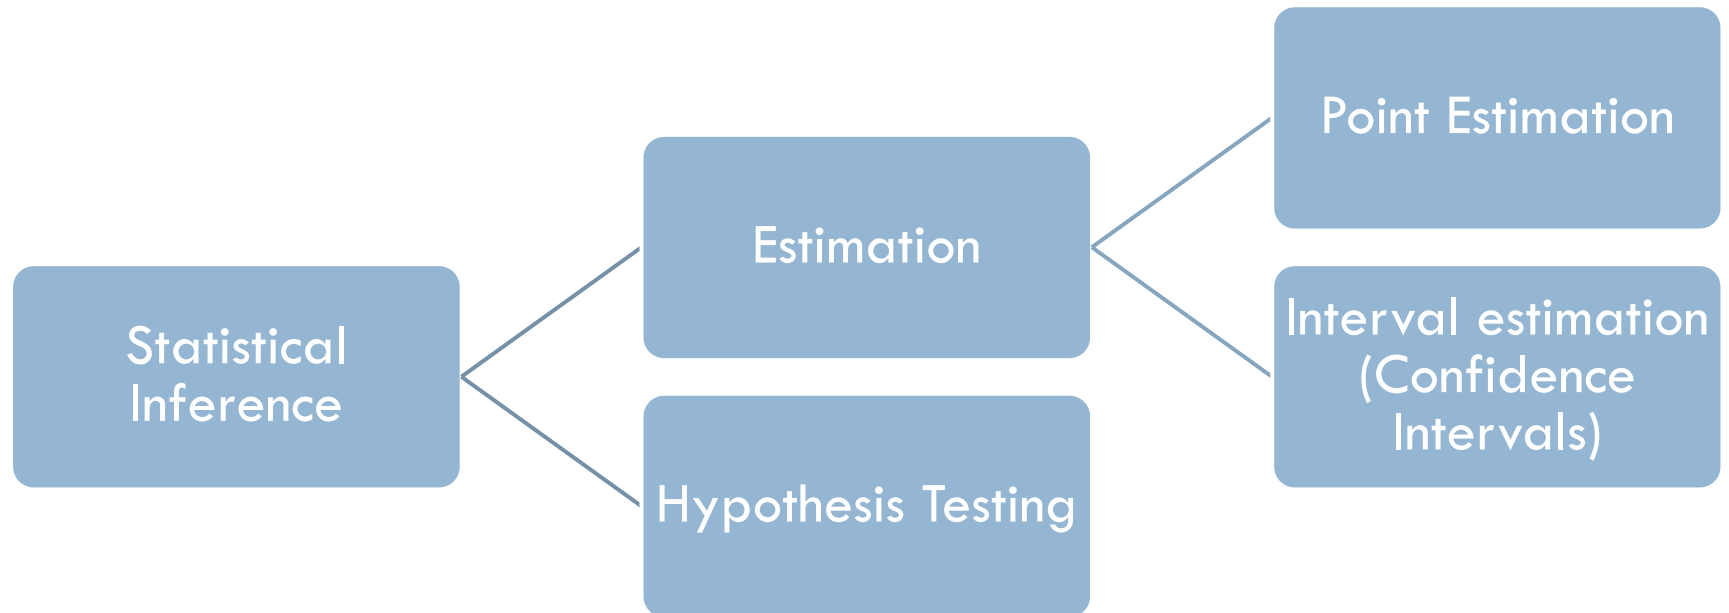 Statistical
Inference
Estimation
Hypothesis Testing
Point Estimation
Interval estimation
(Confidence
Intervals)